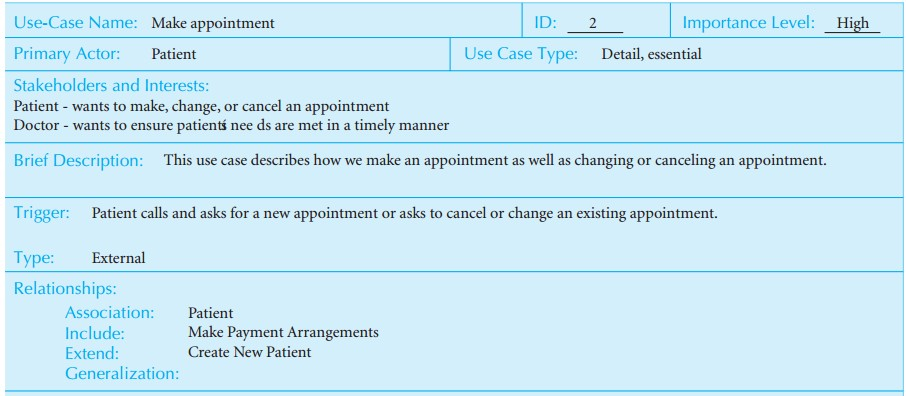 Use-Case Name: Make appointment ID: 2 Importance Level: High
Primary Actor: Patient Use Case Type: Detail, essential
Stakeholders and Interests:
Patient - wants to make, change, or cancel an appointment
Doctor - wants to ensure patients' nee ds are met in a timely manner
Brief Description: This use case describes how we make an appointment as well as changing or canceling an appointment.
Trigger: Patient calls and asks for a new appointment or asks to cancel or change an existing appointment.
Type: External
Relationships:
Association: Patient
Include: Make Payment Arrangements
Extend: Create New Patient
Generalization: